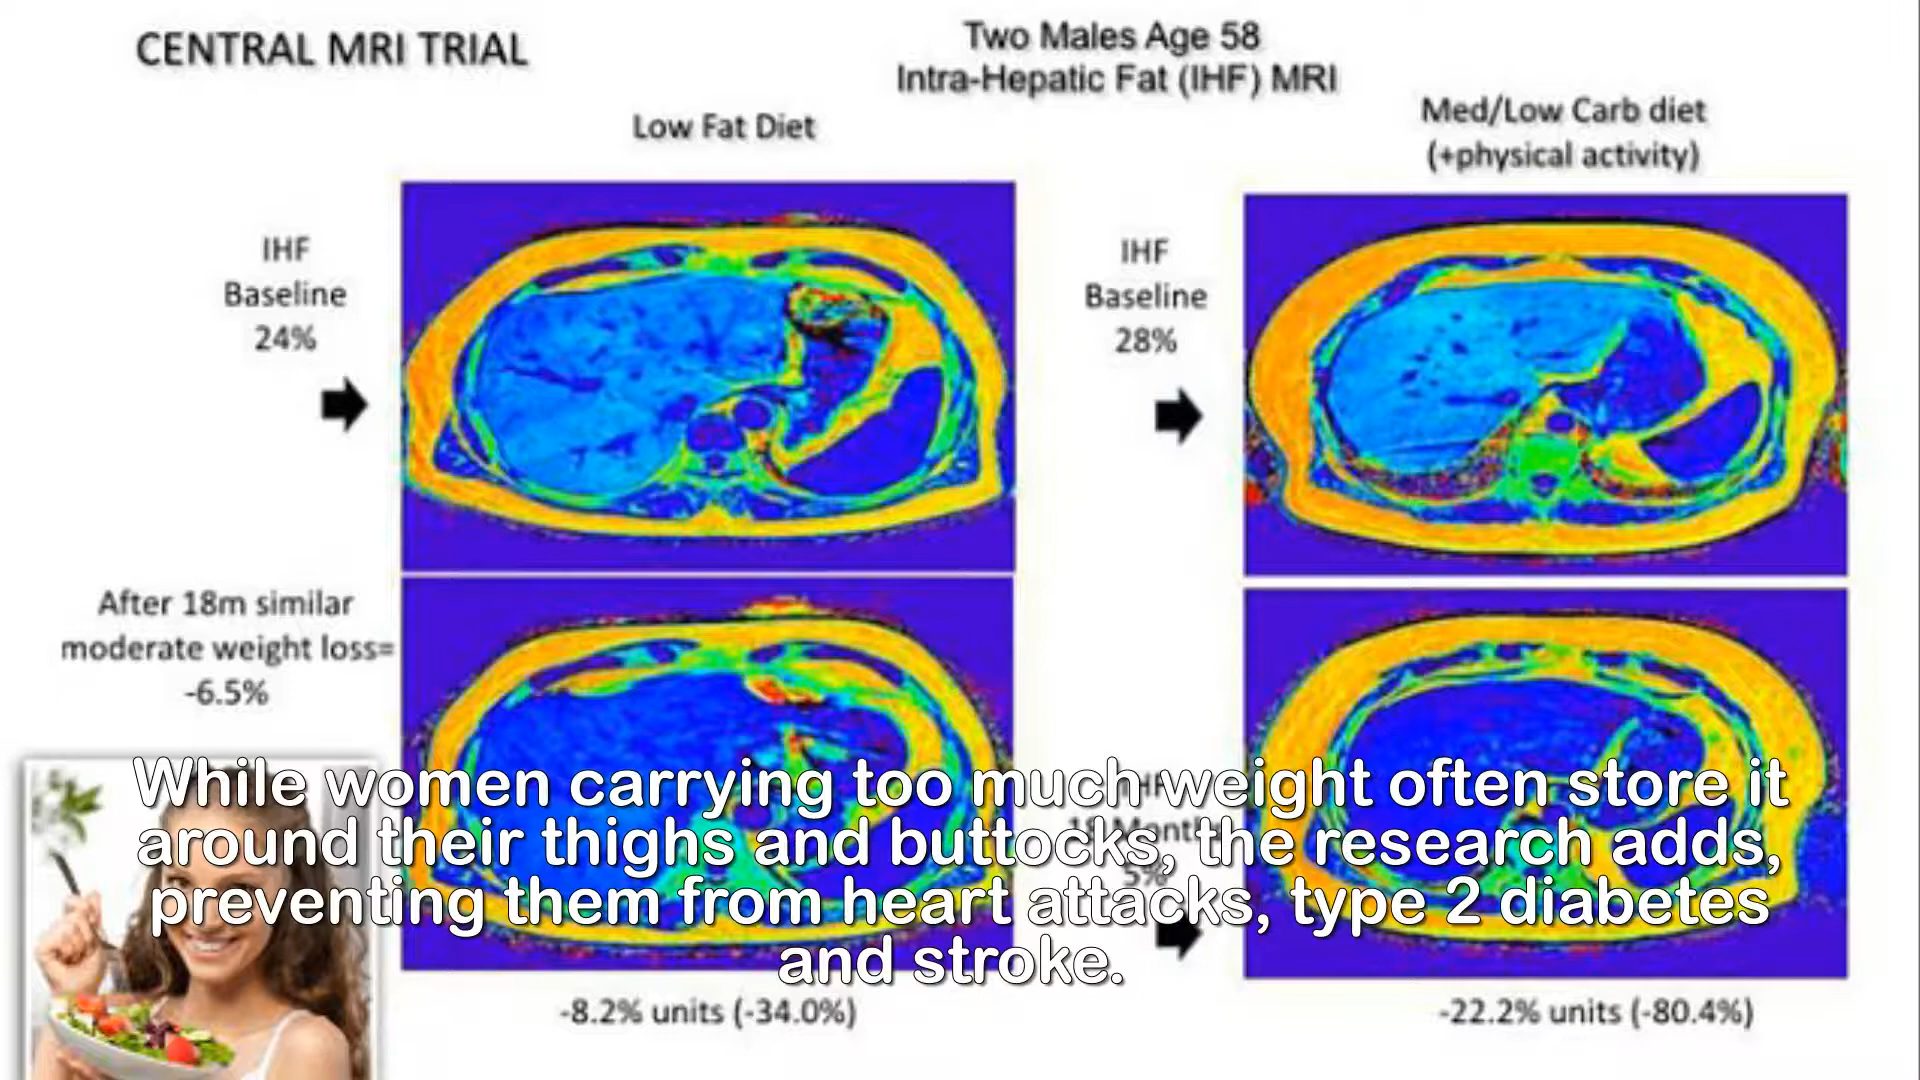 CENTRAL MRI TRIAL
Two Males Age 58
Intra-Hepatic Fat (IHF) MRI
Low Fat Diet
Med/Low Carb diet
(+physical activity)
IHF
Baseline
24%
IHF
Baseline
28%
After 18m similar
moderate weight loss=
-6.5%
5%
While women carrying too much weight often store it
around their thighs and buttocks, the research adds,
preventing them from heart attacks, type 2 diabetes
and stroke.
-8.2% units (-34.0%)
-22.2% units (-80.4%)